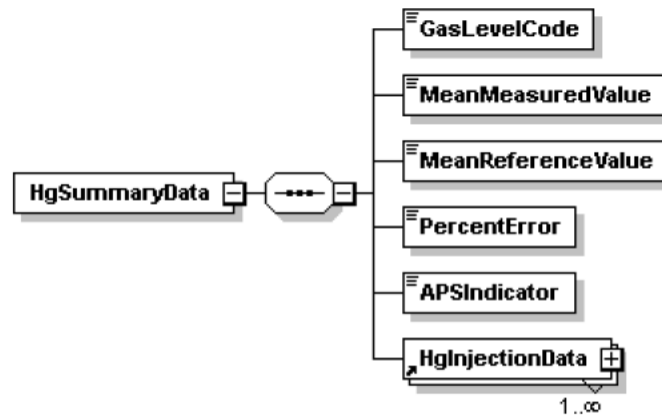 GasLevelCode
MeanMeasuredValue
MeanReferenceValue
HgSummaryData
PercentError
APSIndicator
HgInjectionData
1..∞